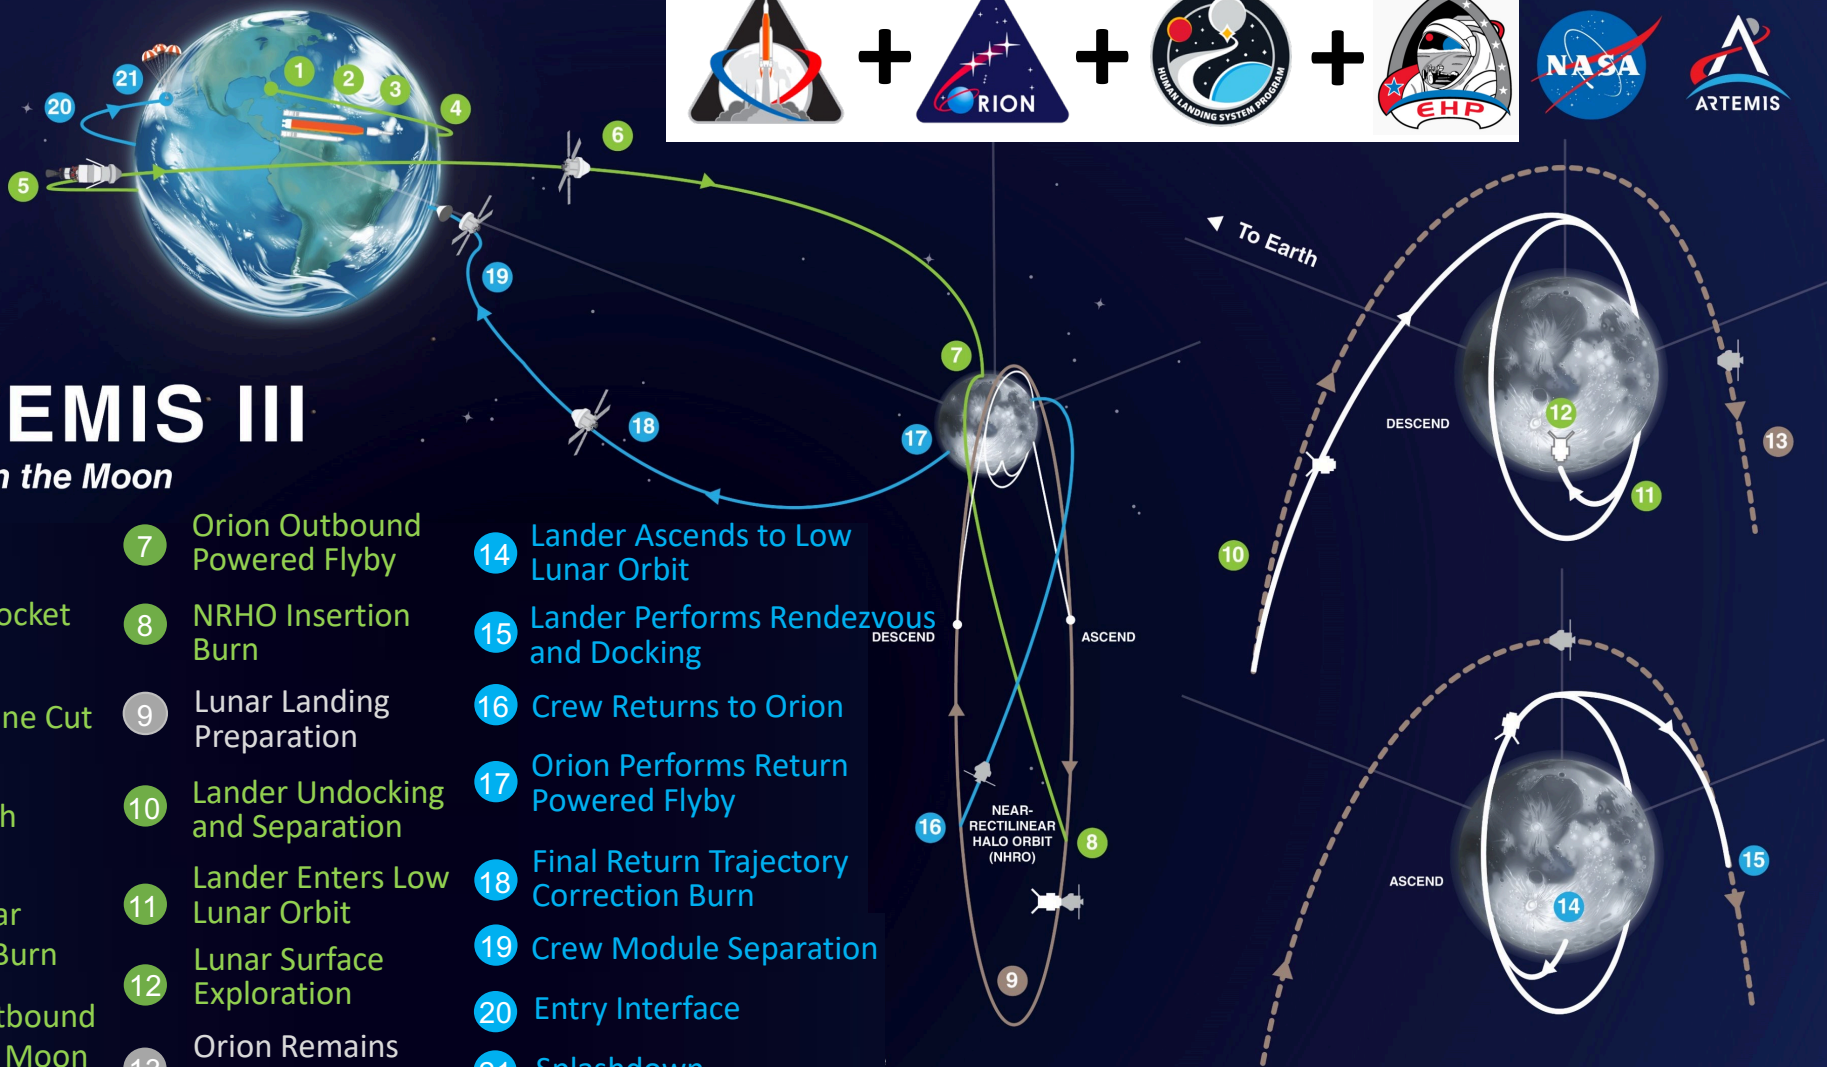 ORION
HUMAN LANDING SYSTEM PROGRAM
EHP
NASA
ARTEMIS
1
2
3
4
5
6
7
8
9
10
11
12
13
14
15
16
17
18
19
20
21
To Earth
DESCEND
ASCEND
DESCEND
ASCEND
NEAR-
RECTILINEAR
HALO ORBIT
(NHRO)
EMIS III
the Moon
ocket
ne Cut
h
ar
Burn
tbound
Moon
7 Orion Outbound
Powered Flyby
8 NRHO Insertion
Burn
9 Lunar Landing
Preparation
10 Lander Undocking
and Separation
11 Lander Enters Low
Lunar Orbit
12 Lunar Surface
Exploration
13 Orion Remains
14 Lander Ascends to Low
Lunar Orbit
15 Lander Performs Rendezvous
and Docking
16 Crew Returns to Orion
17 Orion Performs Return
Powered Flyby
18 Final Return Trajectory
Correction Burn
19 Crew Module Separation
20 Entry Interface
21 Splashdown